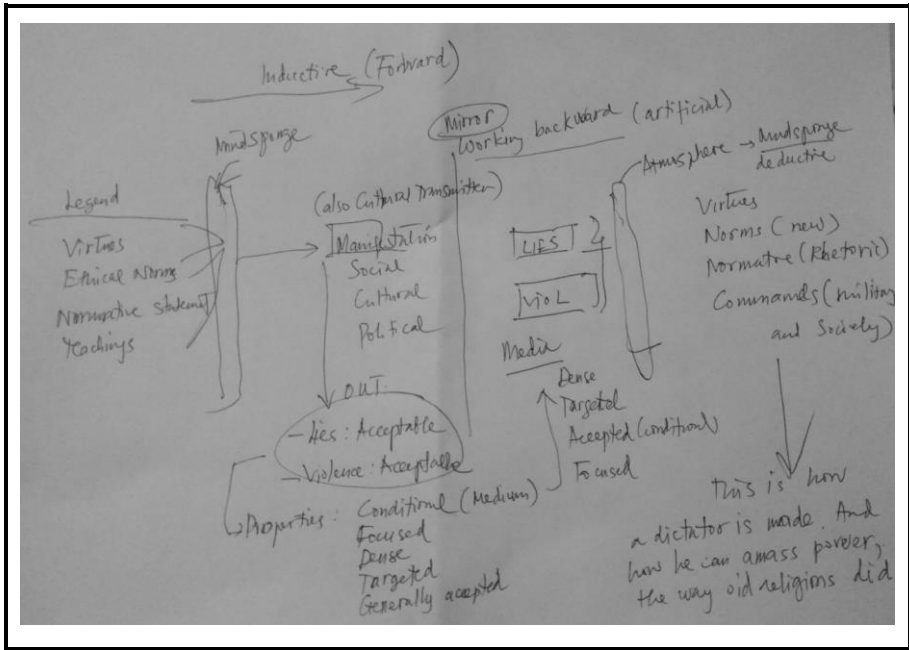 Inductive (Forward)
Mindsponge
Legend
Virtues
Ethical Norms
Normative statement
Teachings
(also Cultural Transmitter)
Manifestation
Social
Cultural
Political
OUT
- Lies: Acceptable
- Violence: Acceptable
Properties: Conditional (Medium)
Focused
Dense
Targeted
Generally accepted
Mirror
Working backward (artificial)
LIES
VIOL
Media
Dense
Targeted
Accepted (conditional)
Focused
Atmosphere → Mindsponge
deductive
Virtues
Norms (new)
Normative (Rhetoric)
Commands (military
and Society)
This is how
a dictator is made. And
how he can amass power,
the way old religions did